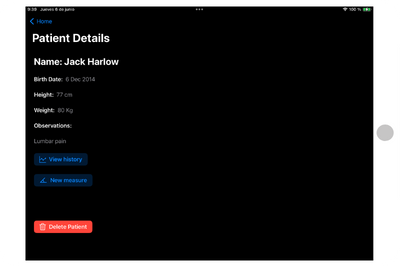 9:09 Jueves 6 de junio
100 %
Home
Patient Details
Name: Jack Harlow
Birth Date: 6 Dec 2014
Height: 77 cm
Weight: 80 Kg
Observations:
Lumbar pain
View history
New measure
Delete Patient